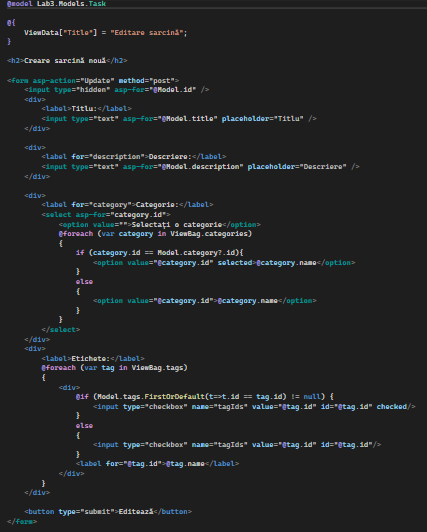 @model Lab3.Models.Task
@{
ViewData["Title"] = "Editare sarcină";
}
<h2>Creare sarcină nouă</h2>
<form asp-action="Update" method="post">
<input type="hidden" asp-for="@Model.id" />
<div>
<label>Titlu:</label>
<input type="text" asp-for="@Model.title" placeholder="Titlu" />
</div>
<div>
<label for="description">Descriere:</label>
<input type="text" asp-for="@Model.description" placeholder="Descriere" />
</div>
<div>
<label for="category">Categorie:</label>
<select asp-for="category.id">
<option value="">Selectați o categorie</option>
@foreach (var category in ViewBag.categories)
{
if (category.id == Model.category?.id){
<option value="@category.id" selected>@category.name</option>
}
else
{
<option value="@category.id">@category.name</option>
}
}
</select>
</div>
<div>
<label>Etichete:</label>
@foreach (var tag in ViewBag.tags)
{
<div>
@if (Model.tags.FirstOrDefault(t=>t.id == tag.id) != null) {
<input type="checkbox" name="tagIds" value="@tag.id" id="@tag.id" checked/>
}
else
{
<input type="checkbox" name="tagIds" value="@tag.id" id="@tag.id"/>
}
<label for="@tag.id">@tag.name</label>
</div>
}
</div>
<button type="submit">Editează</button>
</form>